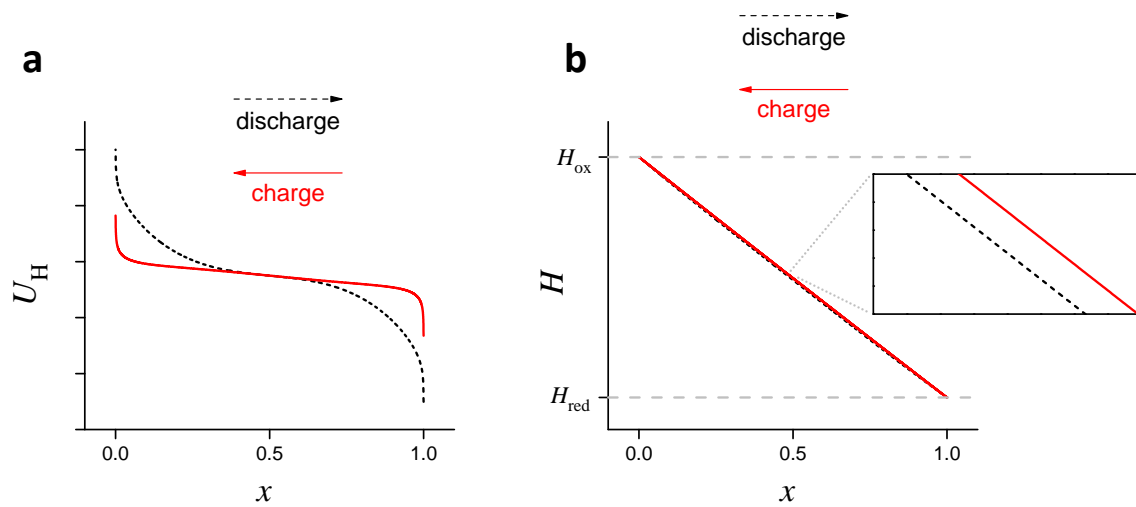 a
discharge
charge
U_H
0.0 0.5 1.0
x
b
discharge
charge
H_ox
H
H_red
0.0 0.5 1.0
x